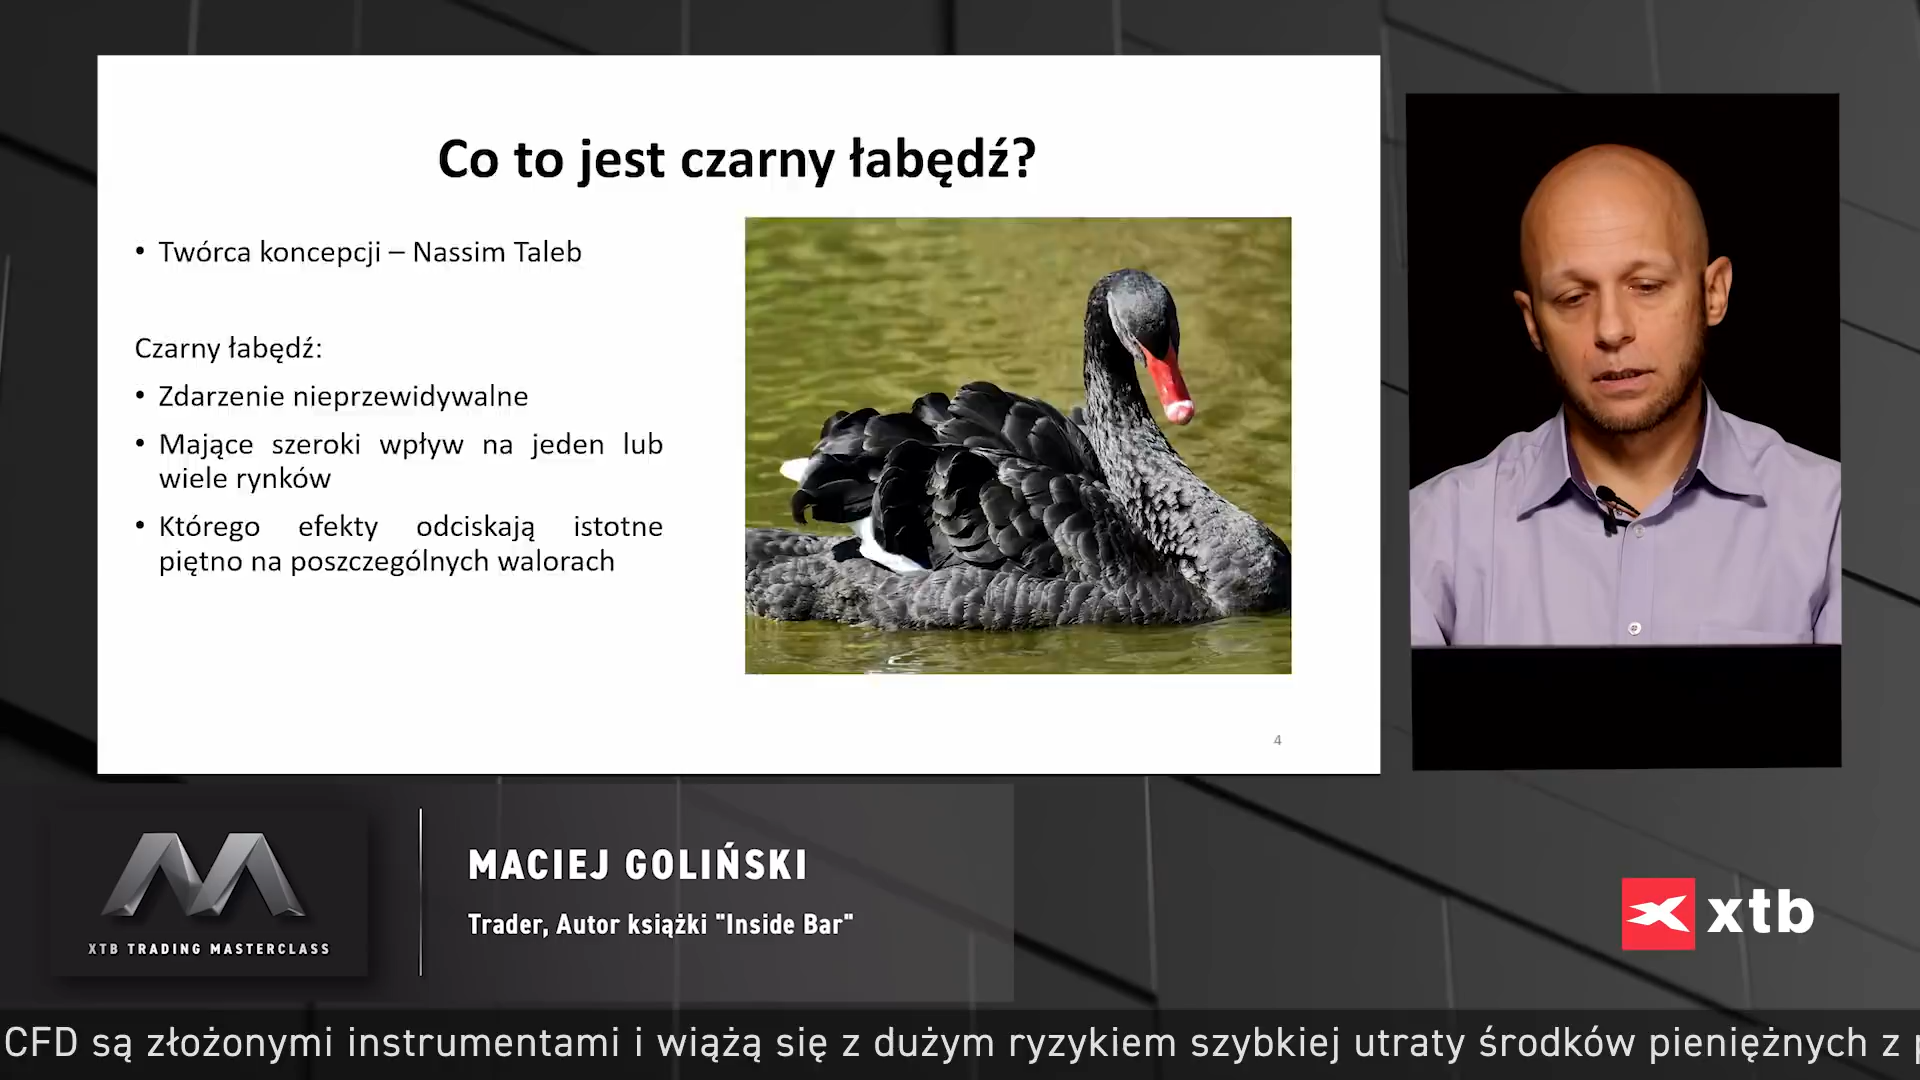 Co to jest czarny łabędź?
• Twórca koncepcji – Nassim Taleb
Czarny łabędź:
• Zdarzenie nieprzewidywalne
• Mające szeroki wpływ na jeden lub
wiele rynków
• Którego efekty odciskają istotne
piętno na poszczególnych walorach
4
MACIEJ GOLIŃSKI
Trader, Autor książki "Inside Bar"
XTB TRADING MASTERCLASS
xtb
CFD są złożonymi instrumentami i wiążą się z dużym ryzykiem szybkiej utraty środków pieniężnych z